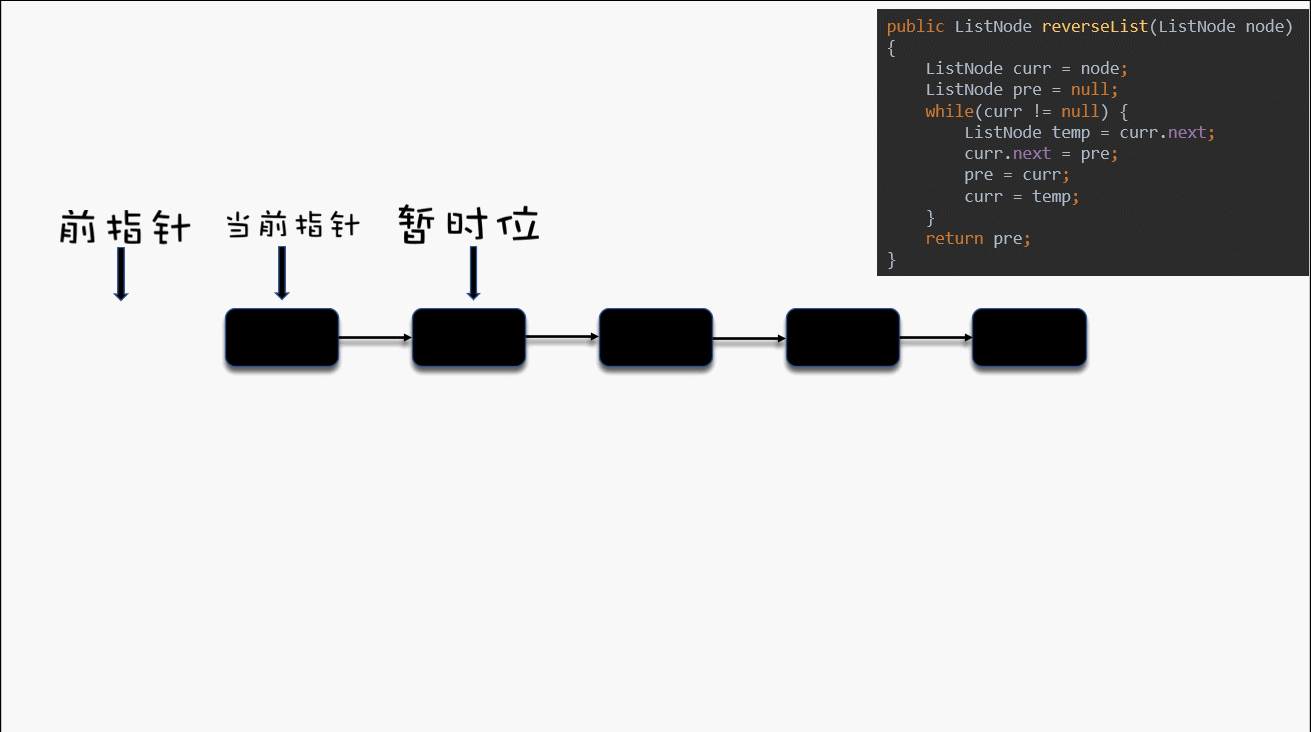 public ListNode reverseList(ListNode node)
{
    ListNode curr = node;
    ListNode pre = null;
    while(curr != null) {
        ListNode temp = curr.next;
        curr.next = pre;
        pre = curr;
        curr = temp;
    }
    return pre;
}
前指针 当前指针 暂时位